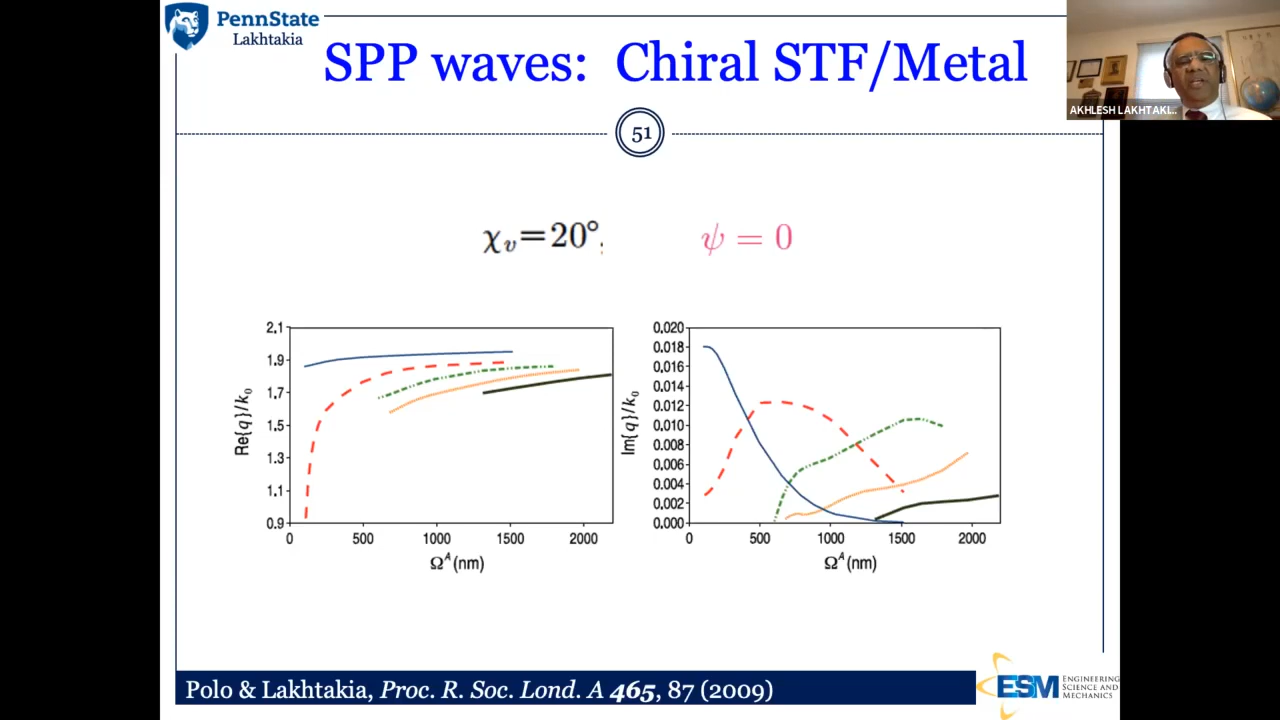 PennState
Lakhtakia
SPP waves: Chiral STF/Metal
AKHLESH LAKHTAKI...
51
χᵥ=20°,
ψ = 0
2.1
1.9
1.7
1.5
1.3
1.1
0.9
Re{q}/k₀
0
500
1000
1500
2000
Ωᴬ (nm)
0.020
0.018
0.016
0.014
0.012
0.010
0.008
0.006
0.004
0.002
0.000
Im{q}/k₀
0
500
1000
1500
2000
Ωᴬ (nm)
Polo & Lakhtakia, Proc. R. Soc. Lond. A 465, 87 (2009)
ESM
ENGINEERING
SCIENCE AND
MECHANICS